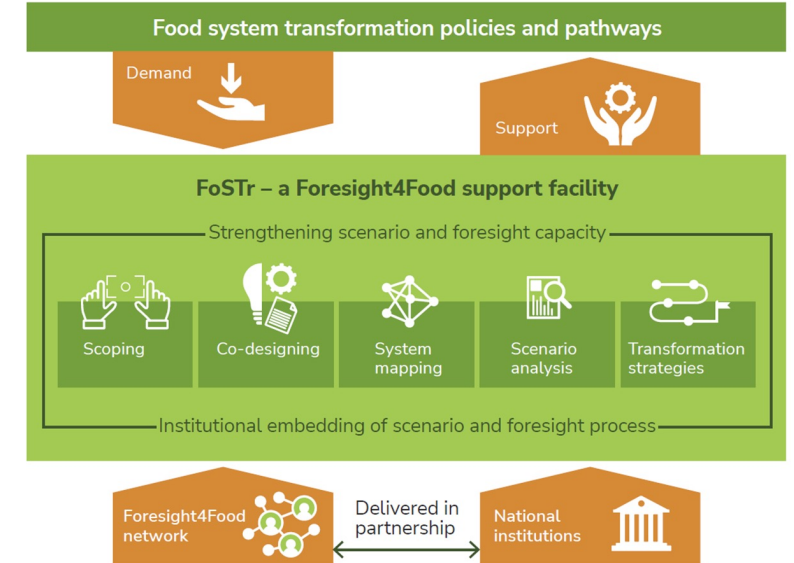 Food system transformation policies and pathways
Demand
Support
FoSTr – a Foresight4Food support facility
Strengthening scenario and foresight capacity
Scoping
Co-designing
System
mapping
Scenario
analysis
Transformation
strategies
Institutional embedding of scenario and foresight process
Foresight4Food
network
Delivered in
partnership
National
institutions